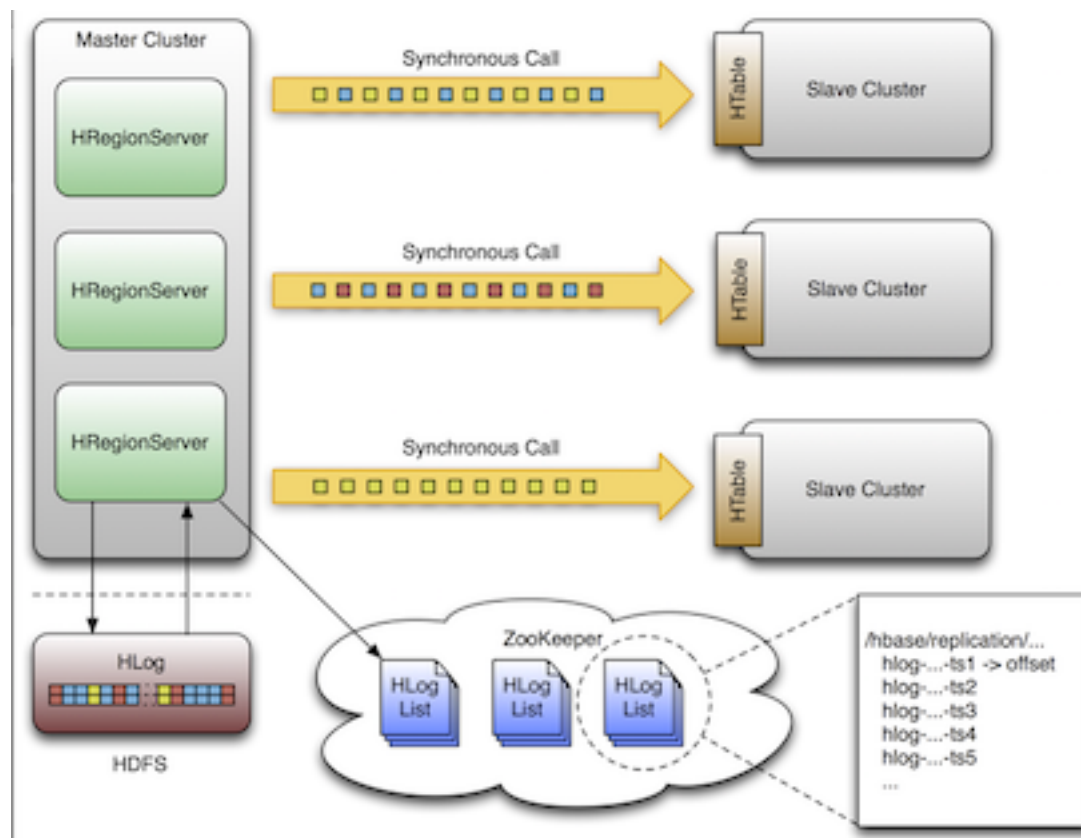 Master Cluster
HRegionServer
HRegionServer
HRegionServer
Synchronous Call
HTable
Slave Cluster
Synchronous Call
HTable
Slave Cluster
Synchronous Call
HTable
Slave Cluster
HLog
HDFS
ZooKeeper
HLog
List
HLog
List
HLog
List
/hbase/replication/...
hlog-...-ts1 -> offset
hlog-...-ts2
hlog-...-ts3
hlog-...-ts4
hlog-...-ts5
...